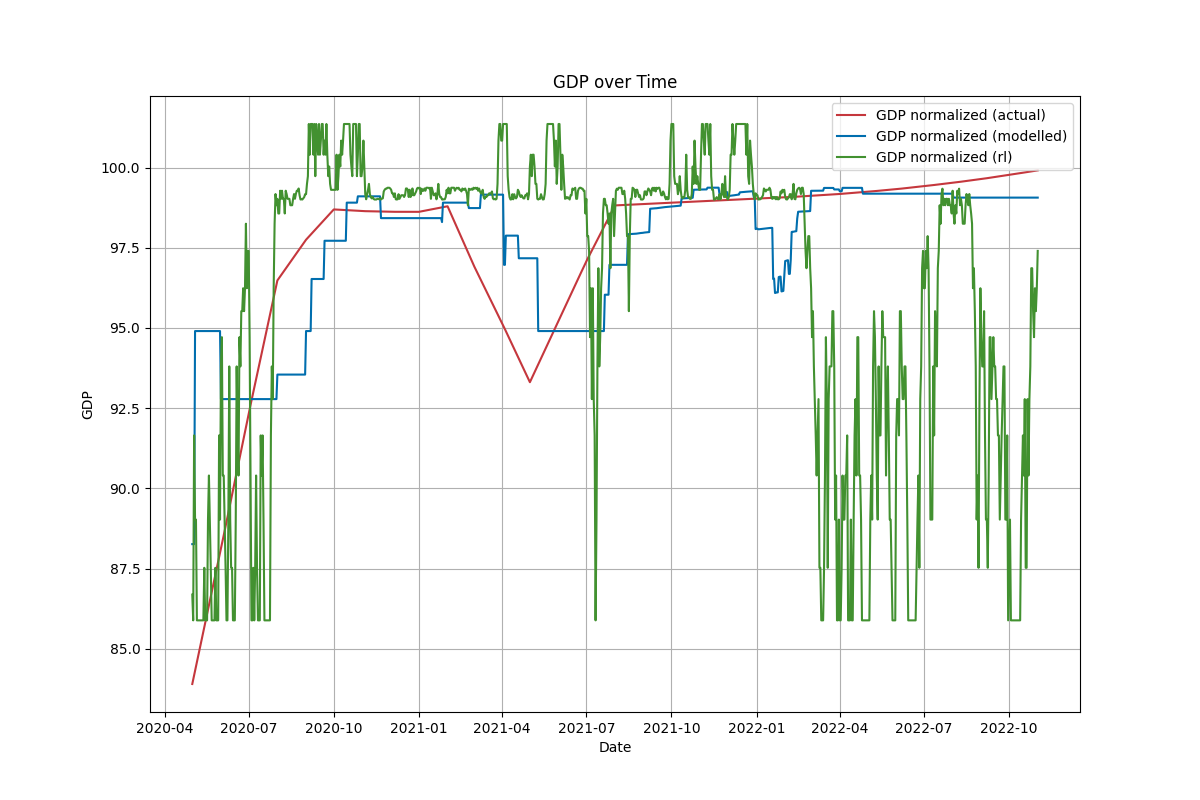 GDP over Time
GDP normalized (actual)
GDP normalized (modelled)
GDP normalized (rl)
100.0
97.5
95.0
92.5
90.0
87.5
85.0
GDP
2020-04 2020-07 2020-10 2021-01 2021-04 2021-07 2021-10 2022-01 2022-04 2022-07 2022-10
Date